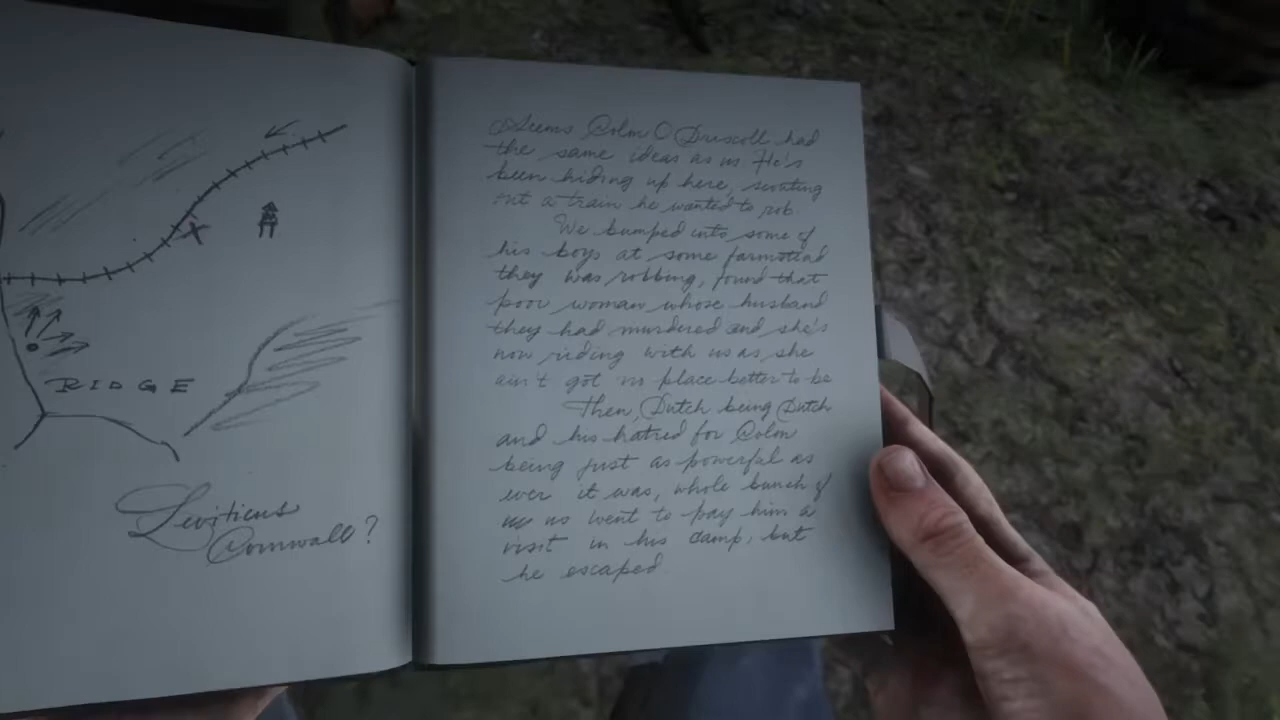 RIDGE
Leviticus
Cornwall?
Seems Colm O'Driscoll had
the same ideas as us. He's
been hiding up here, scouting
out a train he wanted to rob.
We bumped into some of
his boys at some farmstead
they was robbing, found that
poor woman whose husband
they had murdered and she's
now riding with us as she
ain't got no place better to be
Then, Dutch being Dutch
and his hatred for Colm
being just as powerful as
ever it was, whole bunch of
us went to pay him a
visit in his camp, but
he escaped